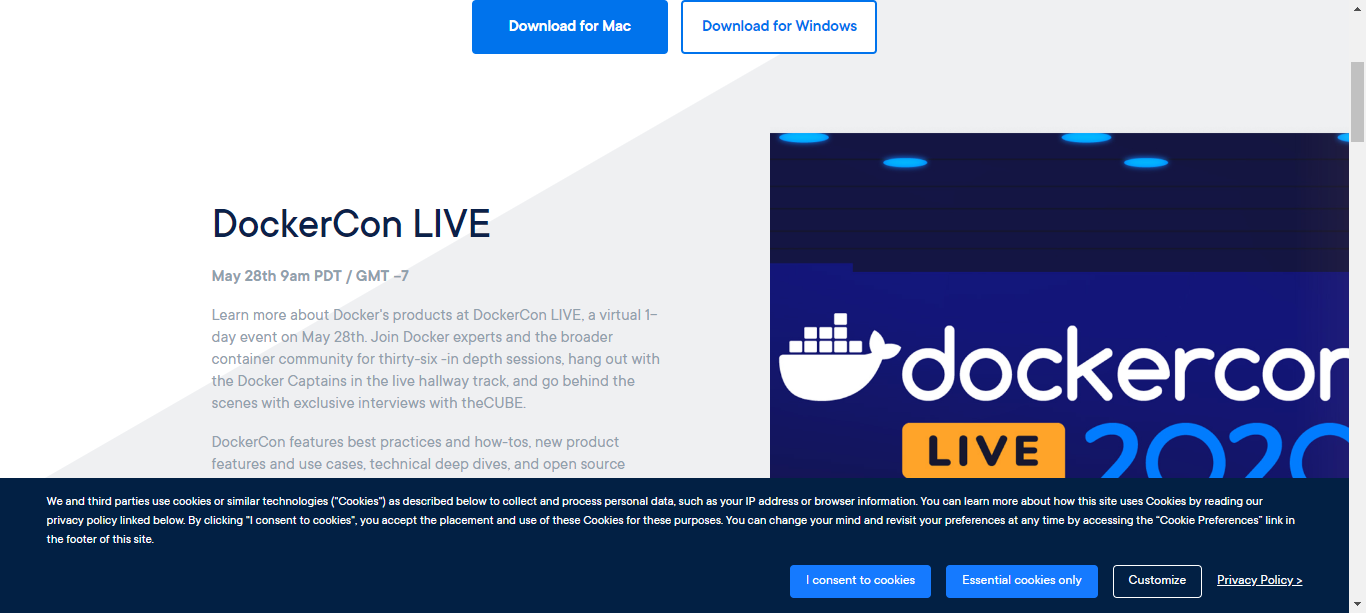 Download for Mac
Download for Windows
DockerCon LIVE
May 28th 9am PDT / GMT -7
Learn more about Docker's products at DockerCon LIVE, a virtual 1-
day event on May 28th. Join Docker experts and the broader
container community for thirty-six -in depth sessions, hang out with
the Docker Captains in the live hallway track, and go behind the
scenes with exclusive interviews with theCUBE.
DockerCon features best practices and how-tos, new product
features and use cases, technical deep dives, and open source
dockercon
LIVE 2020
We and third parties use cookies or similar technologies ("Cookies") as described below to collect and process personal data, such as your IP address or browser information. You can learn more about how this site uses Cookies by reading our
privacy policy linked below. By clicking "I consent to cookies", you accept the placement and use of these Cookies for these purposes. You can change your mind and revisit your preferences at any time by accessing the "Cookie Preferences" link in
the footer of this site.
I consent to cookies
Essential cookies only
Customize
Privacy Policy >